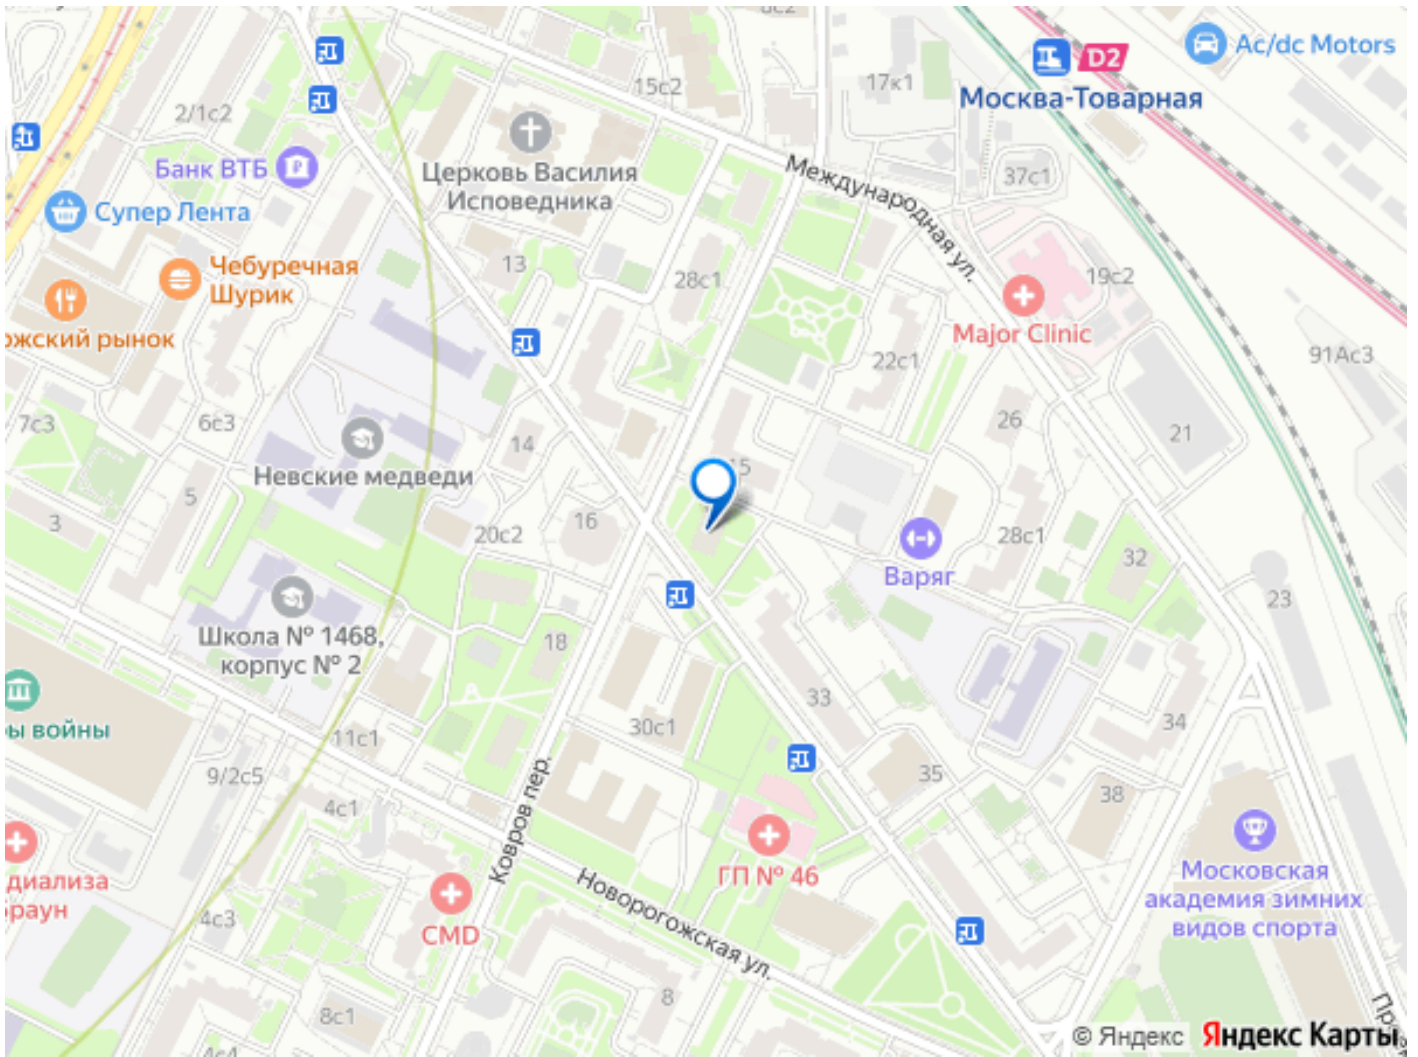 8с2
Ac/dc Motors
D2
15с2
17к1
Москва-Товарная
2/1с2
Банк ВТБ
Церковь Василия
Исповедника
Международная ул.
37с1
Супер Лента
13
28с1
19с2
Чебуречная
Шурик
Major Clinic
ожский рынок
22с1
91Ас3
7с3
6с3
14
26
21
Невские медведи
15
5
3
20с2
16
28с1
Варяг
32
23
Школа № 1468,
корпус № 2
18
33
34
ы войны
11с1
30с1
9/2с5
35
4с1
38
Ковров пер.
ГП № 46
диализа
раун
4с3
CMD
Новорогожская ул.
Московская
академия зимних
видов спорта
8
8с1
4с4
© Яндекс
Яндекс Карты